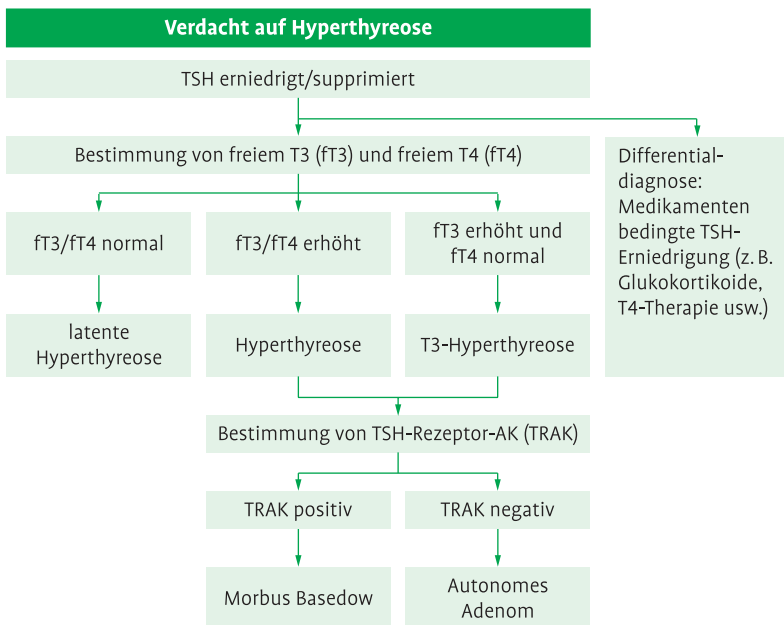 Verdacht auf Hyperthyreose
TSH erniedrigt/supprimiert
Bestimmung von freiem T3 (fT3) und freiem T4 (fT4)
Differential-
diagnose:
Medikamenten
bedingte TSH-
Erniedrigung (z. B.
Glukokortikoide,
T4-Therapie usw.)
fT3/fT4 normal
fT3/fT4 erhöht
fT3 erhöht und
fT4 normal
latente
Hyperthyreose
Hyperthyreose
T3-Hyperthyreose
Bestimmung von TSH-Rezeptor-AK (TRAK)
TRAK positiv
TRAK negativ
Morbus Basedow
Autonomes
Adenom